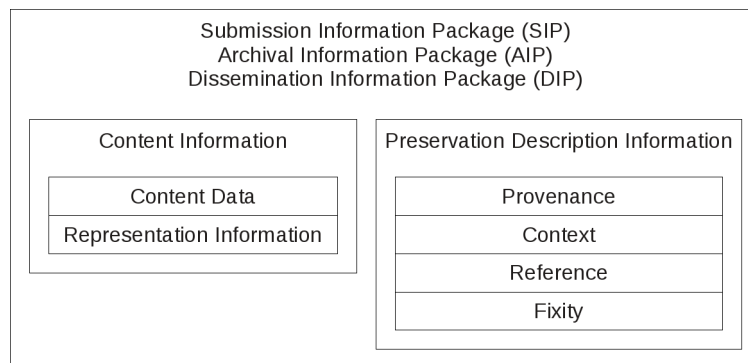 Submission Information Package (SIP)
Archival Information Package (AIP)
Dissemination Information Package (DIP)
Content Information
Content Data
Representation Information
Preservation Description Information
Provenance
Context
Reference
Fixity